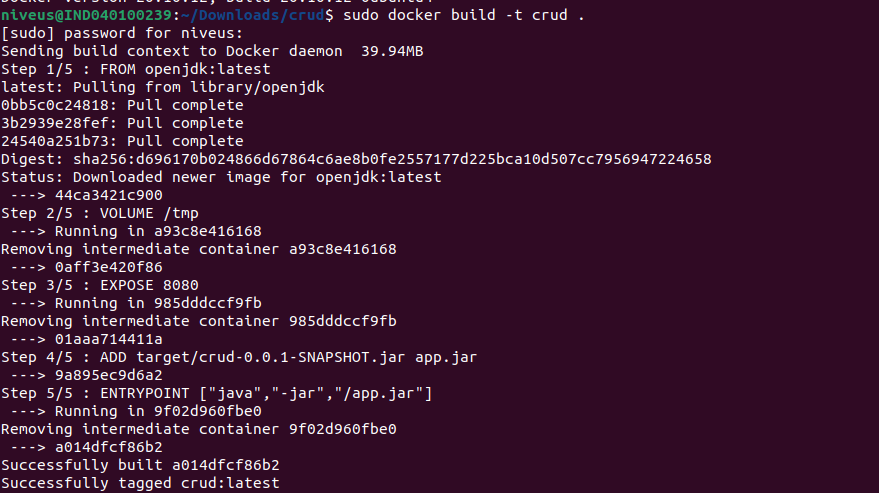 niveus@IND040100239:~/Downloads/crud$ sudo docker build -t crud .
[sudo] password for niveus:
Sending build context to Docker daemon  39.94MB
Step 1/5 : FROM openjdk:latest
latest: Pulling from library/openjdk
0bb5c0c24818: Pull complete
3b2939e28fef: Pull complete
24540a251b73: Pull complete
Digest: sha256:d696170b024866d67864c6ae8b0fe2557177d225bca10d507cc7956947224658
Status: Downloaded newer image for openjdk:latest
 ---> 44ca3421c900
Step 2/5 : VOLUME /tmp
 ---> Running in a93c8e416168
Removing intermediate container a93c8e416168
 ---> 0aff3e420f86
Step 3/5 : EXPOSE 8080
 ---> Running in 985dddccf9fb
Removing intermediate container 985dddccf9fb
 ---> 01aaa714411a
Step 4/5 : ADD target/crud-0.0.1-SNAPSHOT.jar app.jar
 ---> 9a895ec9d6a2
Step 5/5 : ENTRYPOINT ["java","-jar","/app.jar"]
 ---> Running in 9f02d960fbe0
Removing intermediate container 9f02d960fbe0
 ---> a014dfcf86b2
Successfully built a014dfcf86b2
Successfully tagged crud:latest